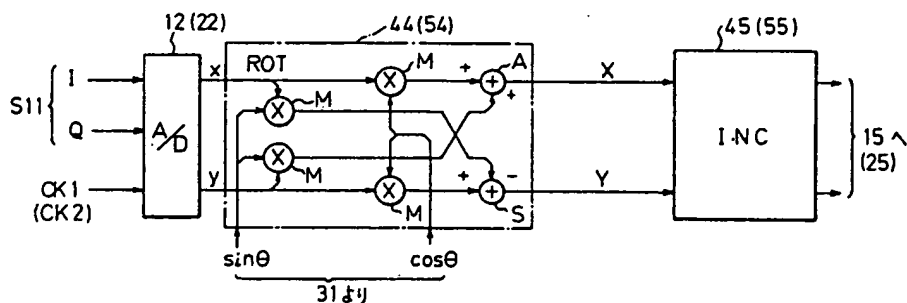 12(22)
44(54)
45(55)
S11
I
Q
CK1
(CK2)
A/D
x
y
ROT
M
M
M
M
+
+
A
+
-
S
X
Y
INC
15へ
(25)
sinθ
cosθ
31より